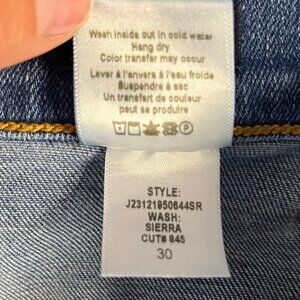 Wash inside out in cold water
Hang dry
Color transfer may occur
Laver à l'envers à l'eau froide
Suspendre à sec
Un transfert de couleur
peut se produire
STYLE:
J23121950644SR
WASH:
SIERRA
CUT# 845
30